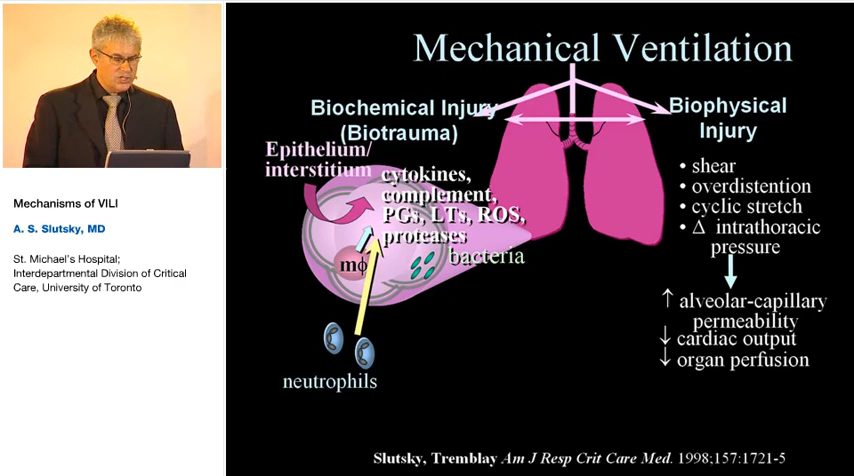 Mechanisms of VILI
A. S. Slutsky, MD
St. Michael's Hospital;
Interdepartmental Division of Critical
Care, University of Toronto
Mechanical Ventilation
Biochemical Injury
(Biotrauma)
Epithelium/
interstitium
cytokines,
complement,
PGs, LTs, ROS,
proteases
bacteria
mϕ
neutrophils
Biophysical
Injury
• shear
• overdistention
• cyclic stretch
• Δ intrathoracic
pressure
↑ alveolar-capillary
permeability
↓ cardiac output
↓ organ perfusion
Slutsky, Tremblay Am J Resp Crit Care Med. 1998;157:1721-5